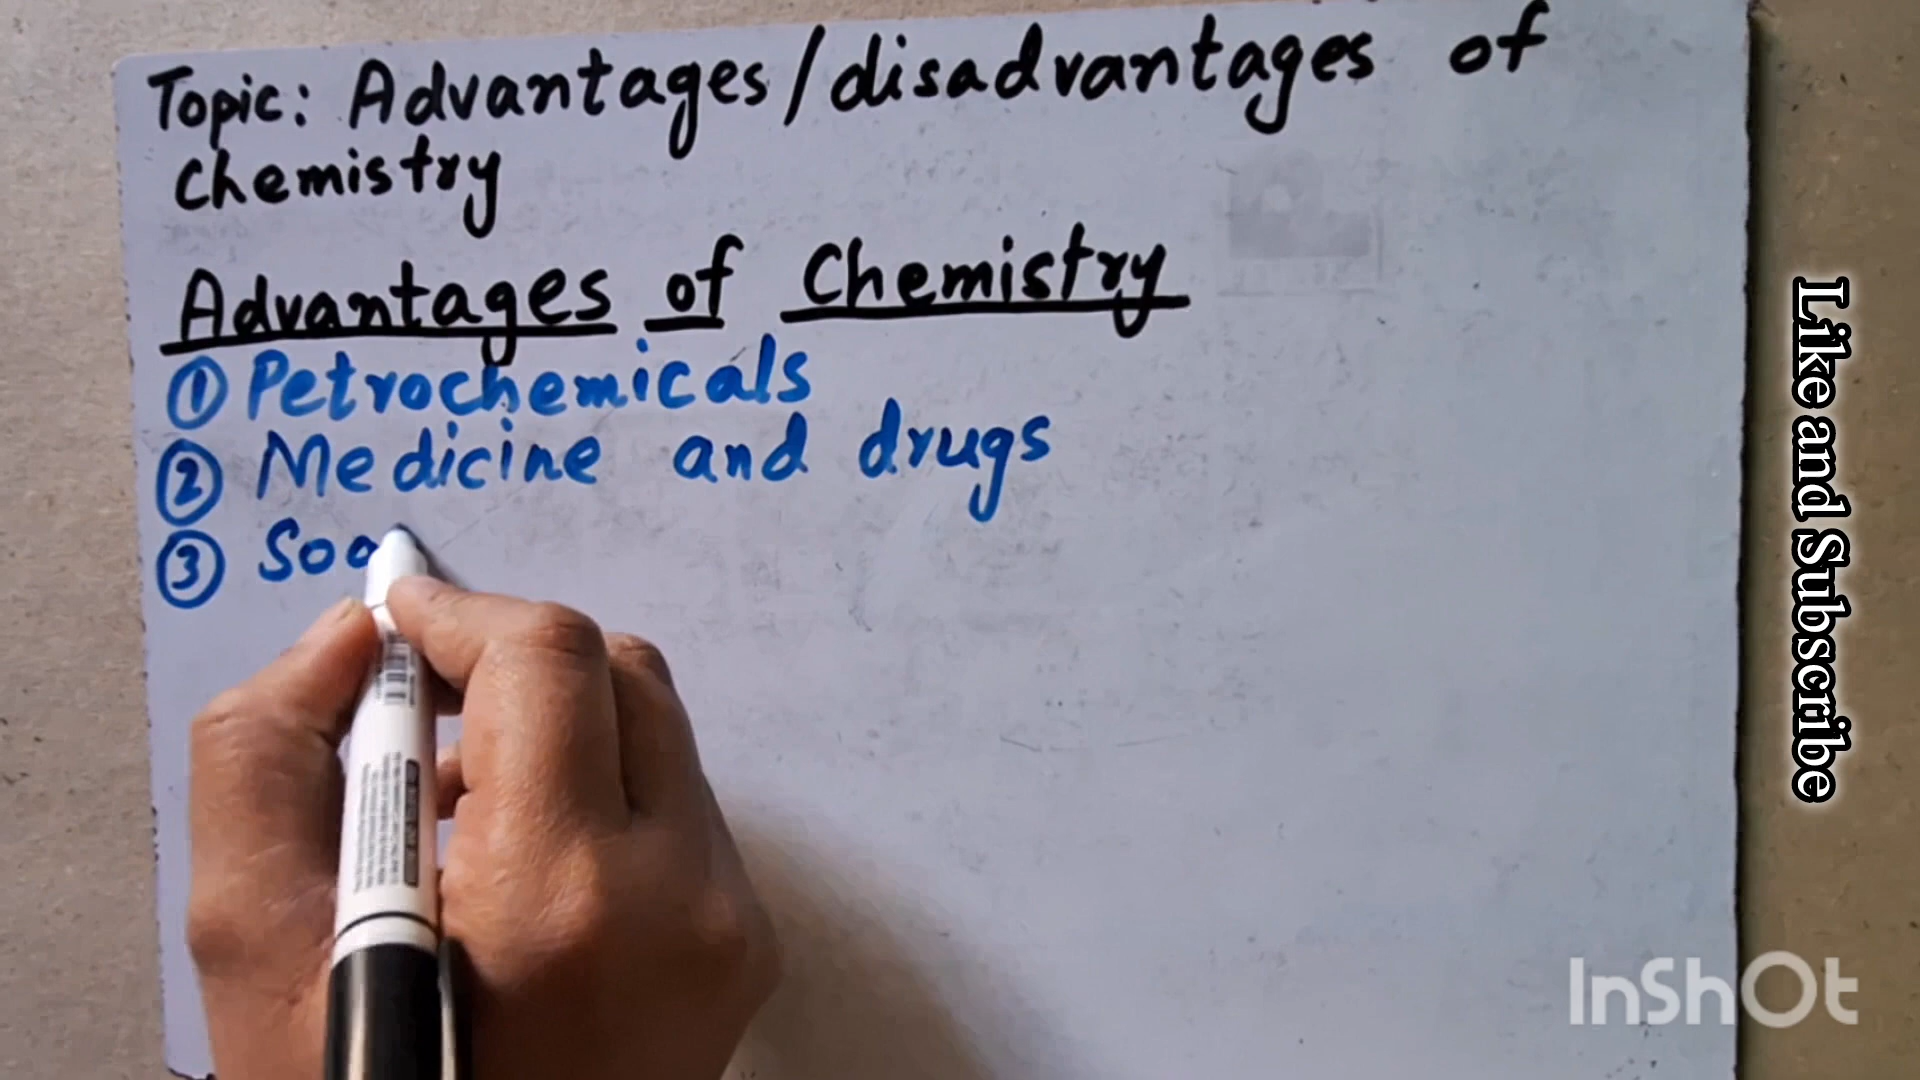 Topic: Advantages/disadvantages of
Chemistry
Advantages of Chemistry
① Petrochemicals
② Medicine and drugs
③ Soa
Like and Subscribe
InShOt